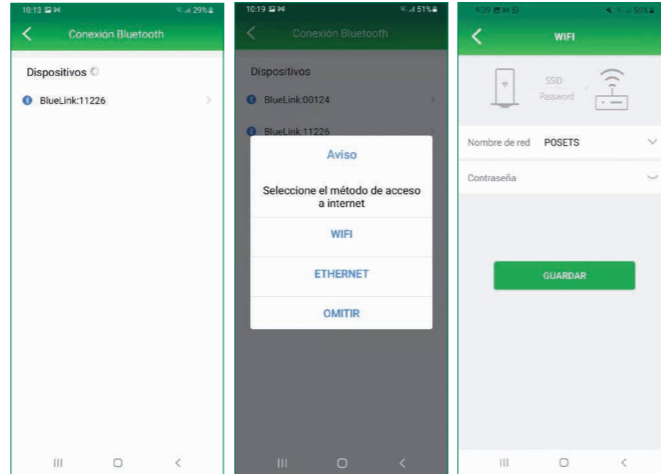 10:13
29%
Conexión Bluetooth
Dispositivos
BlueLink:11226
10:19
51%
Conexión Bluetooth
Dispositivos
BlueLink:00124
BlueLink:11226
Aviso
Seleccione el método de acceso
a internet
WIFI
ETHERNET
OMITIR
9:29
50%
WIFI
SSID
Password
Nombre de red POSETS
Contraseña
GUARDAR